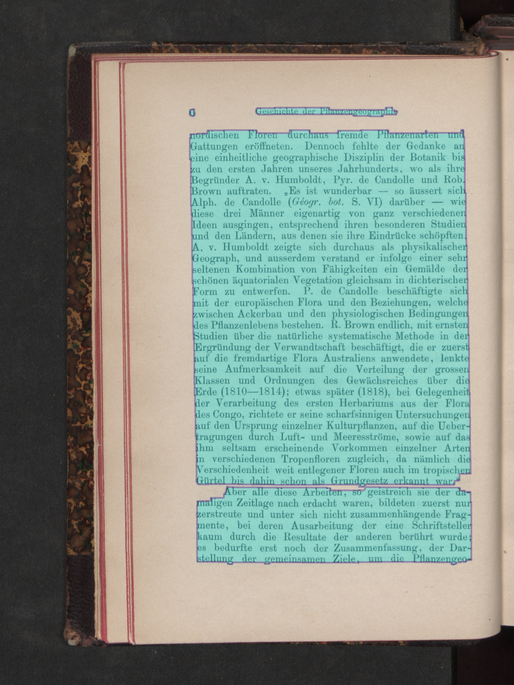 6 Geschichte der Pflanzengeographie
nordischen Floren durchaus fremde Pflanzenarten und
Gattungen eröffneten. Dennoch fehlte der Gedanke an
eine einheitliche geographische Disziplin der Botanik bis
zu den ersten Jahren unseres Jahrhunderts, wo als ihre
Begründer A. v. Humboldt, Pyr. de Candolle und Rob.
Brown auftraten. „Es ist wunderbar — so äussert sich
Alph. de Candolle (Géogr. bot. S. VI) darüber — wie
diese drei Männer eigenartig von ganz verschiedenen
Ideen ausgingen, entsprechend ihren besonderen Studien
und den Ländern, aus denen sie ihre Eindrücke schöpften.
A. v. Humboldt zeigte sich durchaus als physikalischer
Geograph, und ausserdem verstand er infolge einer sehr
seltenen Kombination von Fähigkeiten ein Gemälde der
schönen äquatorialen Vegetation gleichsam in dichterischer
Form zu entwerfen. P. de Candolle beschäftigte sich
mit der europäischen Flora und den Beziehungen, welche
zwischen Ackerbau und den physiologischen Bedingungen
des Pflanzenlebens bestehen. R. Brown endlich, mit ernsten
Studien über die natürliche systematische Methode in der
Ergründung der Verwandtschaft beschäftigt, die er zuerst
auf die fremdartige Flora Australiens anwendete, lenkte
seine Aufmerksamkeit auf die Verteilung der grossen
Klassen und Ordnungen des Gewächsreiches über die
Erde (1810—1814); etwas später (1818), bei Gelegenheit
der Verarbeitung des ersten Herbariums aus der Flora
des Congo, richtete er seine scharfsinnigen Untersuchungen
auf den Ursprung einzelner Kulturpflanzen, auf die Ueber-
tragungen durch Luft- und Meeresströme, sowie auf das
ihm seltsam erscheinende Vorkommen einzelner Arten
in verschiedenen Tropenfloren zugleich, da nämlich die
Verschiedenheit weit entlegener Floren auch im tropischen
Gürtel bis dahin schon als Grundgesetz erkannt war.“
Aber alle diese Arbeiten, so geistreich sie der da-
maligen Zeitlage nach erdacht waren, bildeten zuerst nur
zerstreute und unter sich nicht zusammenhängende Frag-
mente, bei deren Ausarbeitung der eine Schriftsteller
kaum durch die Resultate der anderen berührt wurde;
es bedurfte erst noch der Zusammenfassung, der Dar-
stellung der gemeinsamen Ziele, um die Pflanzengeo-